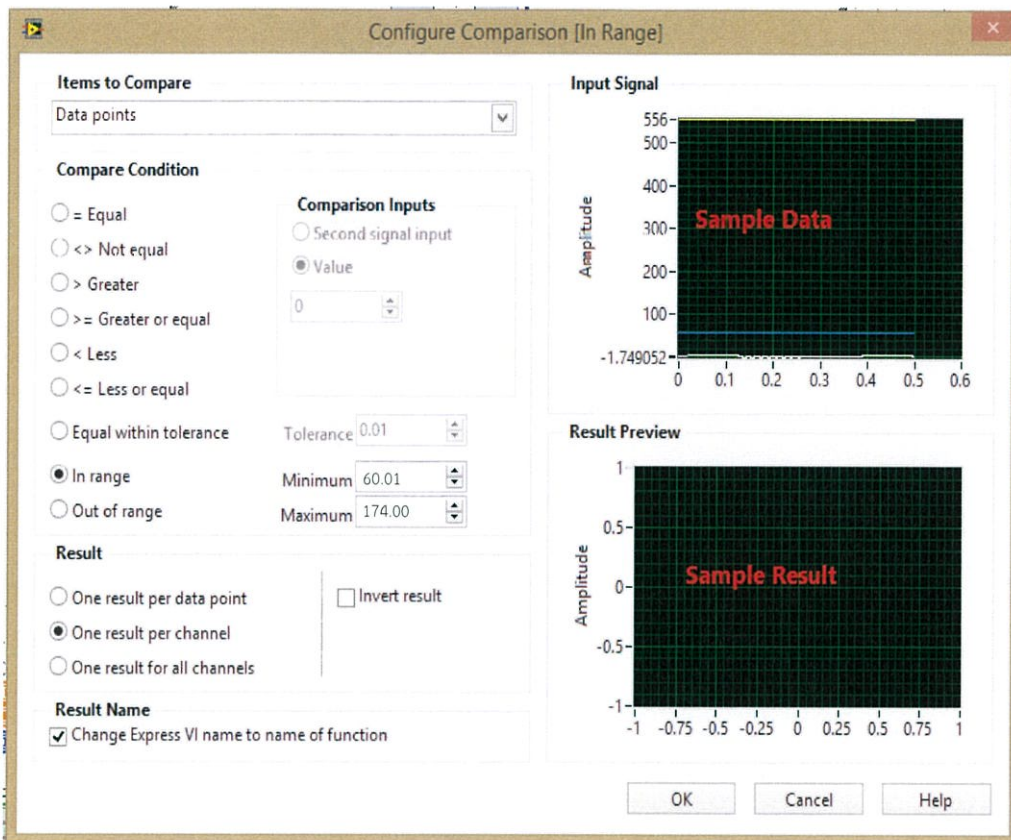 Configure Comparison [In Range]
Items to Compare
Data points
Compare Condition
= Equal
<> Not equal
> Greater
>= Greater or equal
< Less
<= Less or equal
Equal within tolerance
In range
Out of range
Comparison Inputs
Second signal input
Value
0
Tolerance 0.01
Minimum 60.01
Maximum 174.00
Result
One result per data point
One result per channel
One result for all channels
Invert result
Result Name
Change Express VI name to name of function
Input Signal
Amplitude
556
500
400
300
200
100
-1.749052
Sample Data
0 0.1 0.2 0.3 0.4 0.5 0.6
Result Preview
Amplitude
1
0.5
0
-0.5
-1
Sample Result
-1 -0.75 -0.5 -0.25 0 0.25 0.5 0.75 1
OK Cancel Help